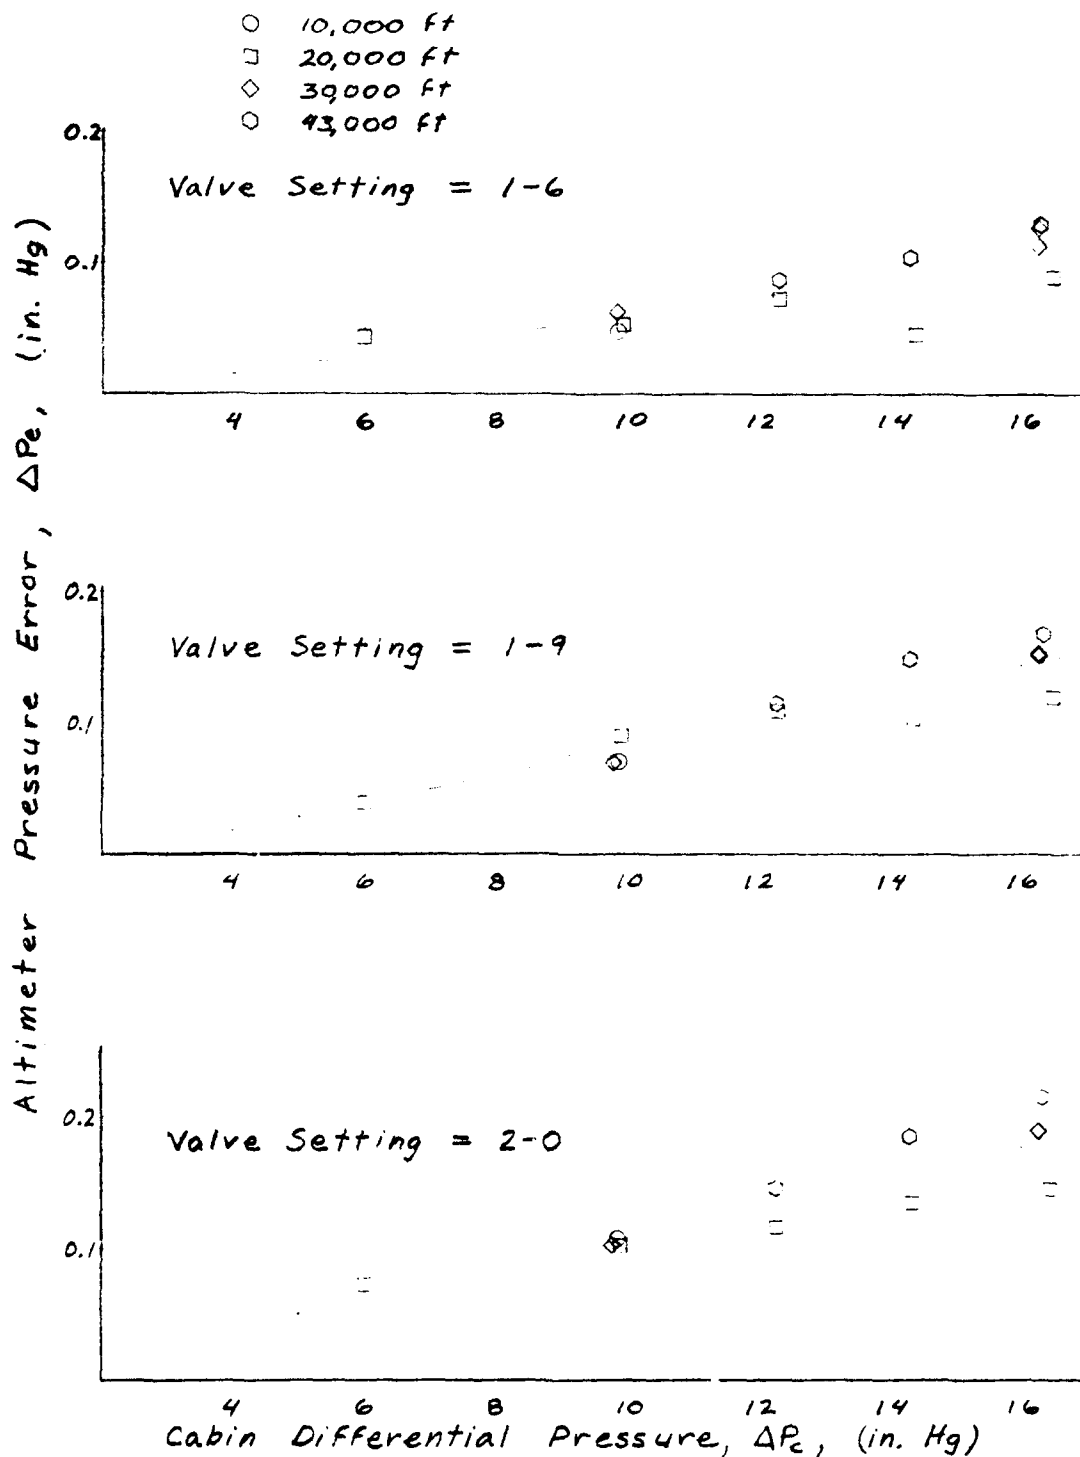 10,000 ft
20,000 ft
30,000 ft
43,000 ft
Altimeter Pressure Error, ΔPe, (in. Hg)
0.2
Valve Setting = 1-6
0.1
4 6 8 10 12 14 16
0.2
Valve Setting = 1-9
0.1
4 6 8 10 12 14 16
0.2
Valve Setting = 2-0
0.1
4 6 8 10 12 14 16
Cabin Differential Pressure, ΔPc, (in. Hg)